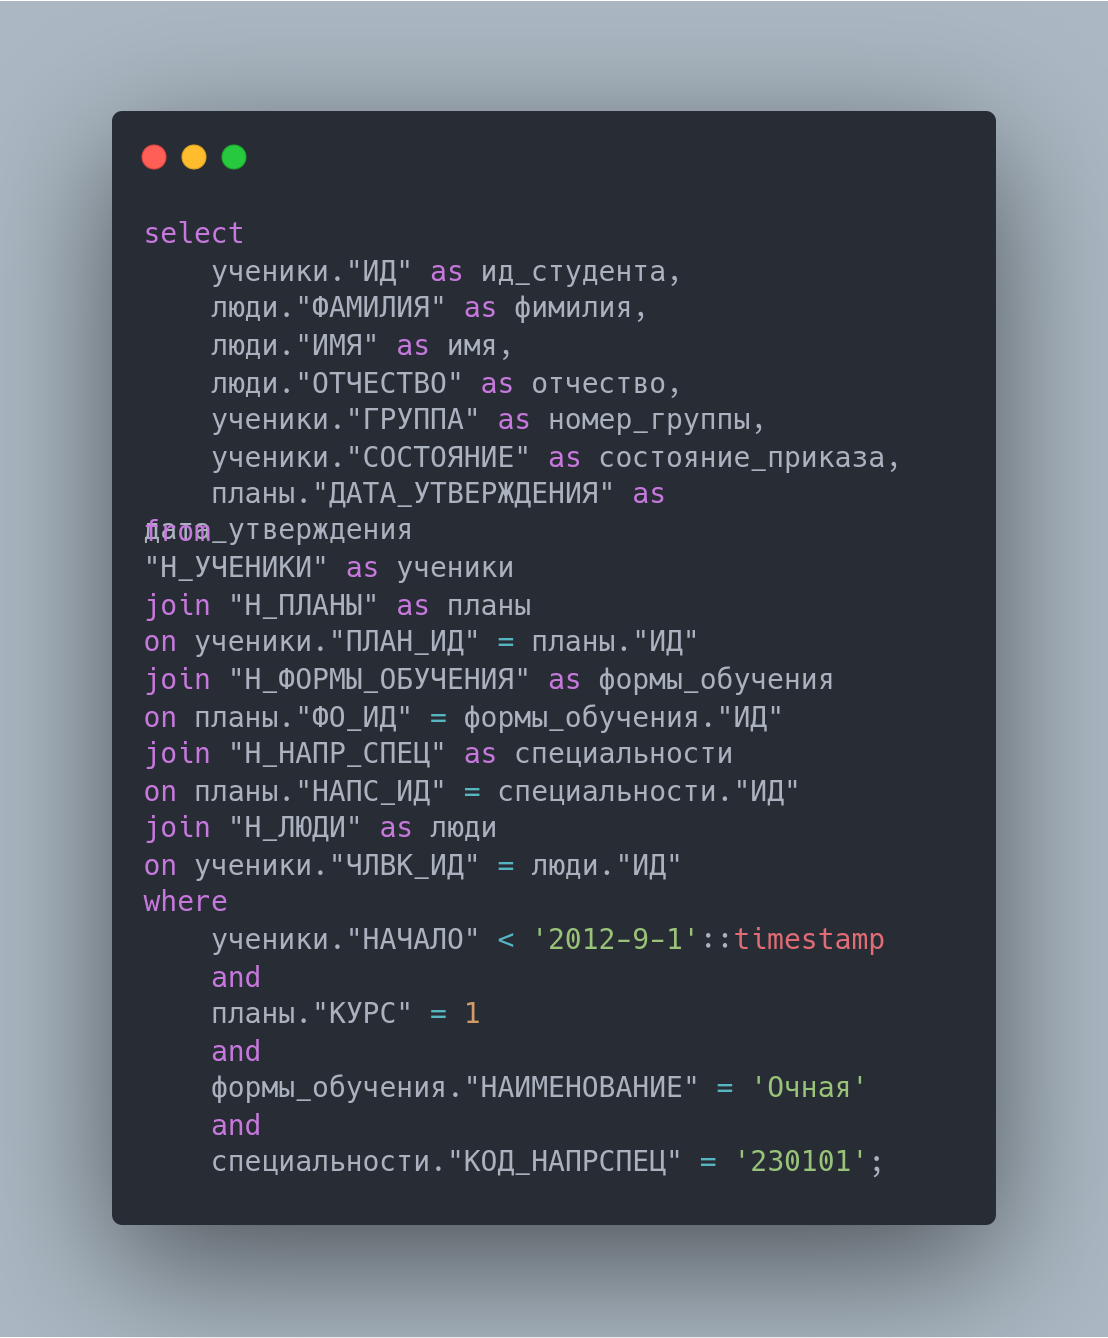 select
    ученики."ИД" as ид_студента,
    люди."ФАМИЛИЯ" as фимилия,
    люди."ИМЯ" as имя,
    люди."ОТЧЕСТВО" as отчество,
    ученики."ГРУППА" as номер_группы,
    ученики."СОСТОЯНИЕ" as состояние_приказа,
    планы."ДАТА_УТВЕРЖДЕНИЯ" as
дата_утверждения
from
"Н_УЧЕНИКИ" as ученики
join "Н_ПЛАНЫ" as планы
on ученики."ПЛАН_ИД" = планы."ИД"
join "Н_ФОРМЫ_ОБУЧЕНИЯ" as формы_обучения
on планы."ФО_ИД" = формы_обучения."ИД"
join "Н_НАПР_СПЕЦ" as специальности
on планы."НАПС_ИД" = специальности."ИД"
join "Н_ЛЮДИ" as люди
on ученики."ЧЛВК_ИД" = люди."ИД"
where
    ученики."НАЧАЛО" < '2012-9-1'::timestamp
    and
    планы."КУРС" = 1
    and
    формы_обучения."НАИМЕНОВАНИЕ" = 'Очная'
    and
    специальности."КОД_НАПРСПЕЦ" = '230101';